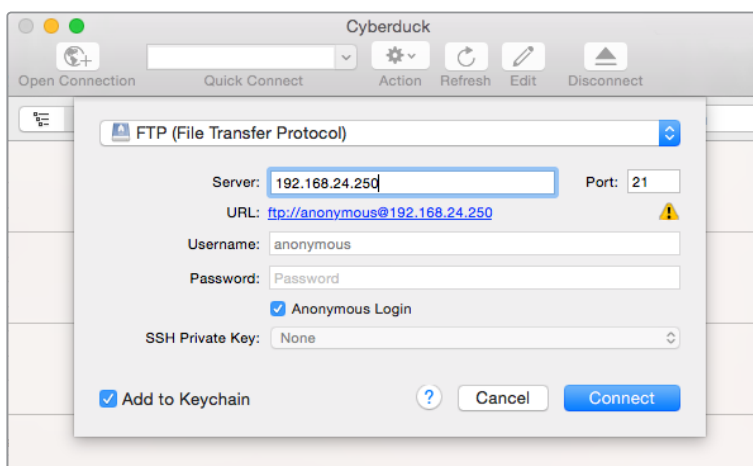 Cyberduck
Open Connection Quick Connect Action Refresh Edit Disconnect
FTP (File Transfer Protocol)
Server: 192.168.24.250 Port: 21
URL: ftp://anonymous@192.168.24.250
Username: anonymous
Password: Password
Anonymous Login
SSH Private Key: None
Add to Keychain ? Cancel Connect